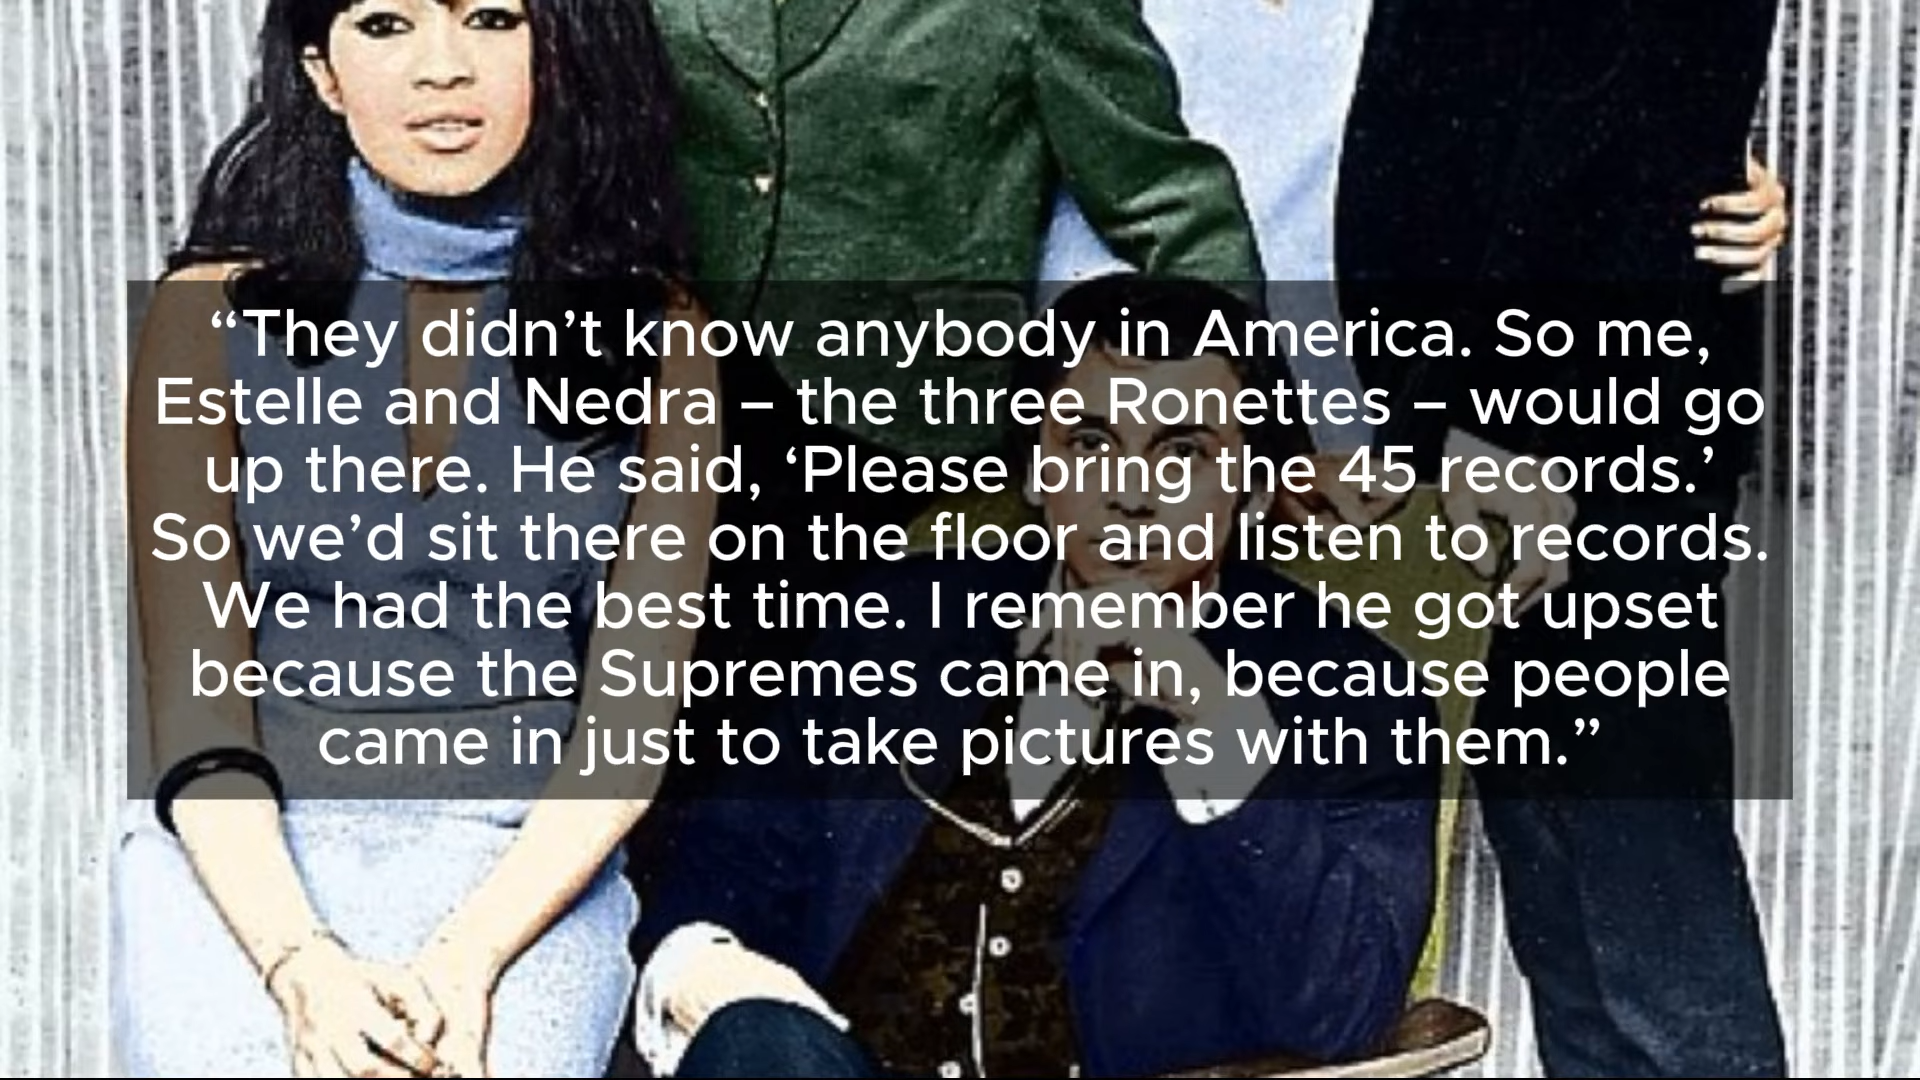 “They didn’t know anybody in America. So me,
Estelle and Nedra – the three Ronettes – would go
up there. He said, ‘Please bring the 45 records.’
So we’d sit there on the floor and listen to records.
We had the best time. I remember he got upset
because the Supremes came in, because people
came in just to take pictures with them.”